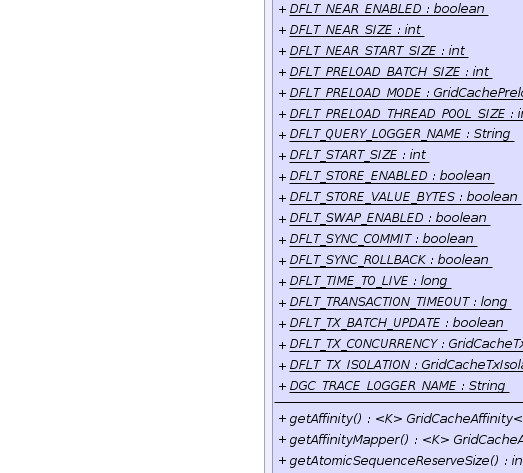 + DFLT_NEAR_ENABLED : boolean
+ DFLT_NEAR_SIZE : int
+ DFLT_NEAR_START_SIZE : int
+ DFLT_PRELOAD_BATCH_SIZE : int
+ DFLT_PRELOAD_MODE : GridCachePrelo
+ DFLT_PRELOAD_THREAD_POOL_SIZE : i
+ DFLT_QUERY_LOGGER_NAME : String
+ DFLT_START_SIZE : int
+ DFLT_STORE_ENABLED : boolean
+ DFLT_STORE_VALUE_BYTES : boolean
+ DFLT_SWAP_ENABLED : boolean
+ DFLT_SYNC_COMMIT : boolean
+ DFLT_SYNC_ROLLBACK : boolean
+ DFLT_TIME_TO_LIVE : long
+ DFLT_TRANSACTION_TIMEOUT : long
+ DFLT_TX_BATCH_UPDATE : boolean
+ DFLT_TX_CONCURRENCY : GridCacheTx
+ DFLT_TX_ISOLATION : GridCacheTxIsola
+ DGC_TRACE_LOGGER_NAME : String
+ getAffinity() : <K> GridCacheAffinity<
+ getAffinityMapper() : <K> GridCacheA
+ getAtomicSequenceReserveSize() : in